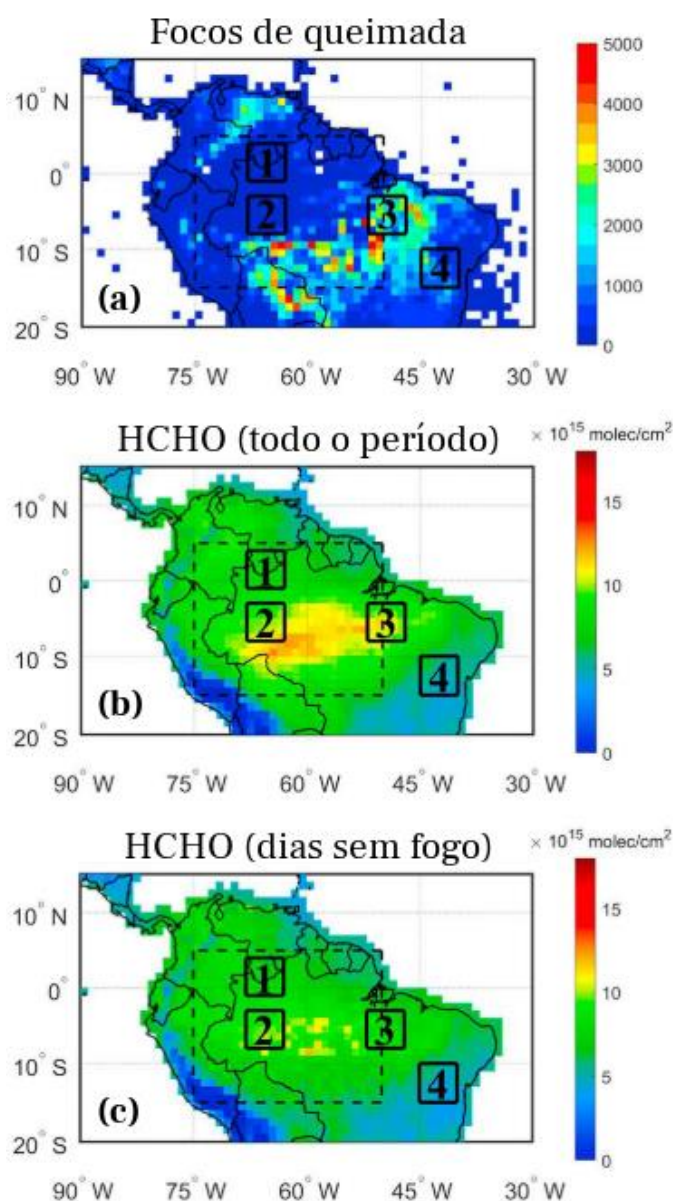 Focos de queimada
10° N
0°
10° S
20° S
90° W
75° W
60° W
45° W
30° W
1
2
3
4
(a)
5000
4000
3000
2000
1000
0
HCHO (todo o período)
× 10¹⁵ molec/cm²
10° N
0°
10° S
20° S
90° W
75° W
60° W
45° W
30° W
1
2
3
4
(b)
15
10
5
0
HCHO (dias sem fogo)
× 10¹⁵ molec/cm²
10° N
0°
10° S
20° S
90° W
75° W
60° W
45° W
30° W
1
2
3
4
(c)
15
10
5
0